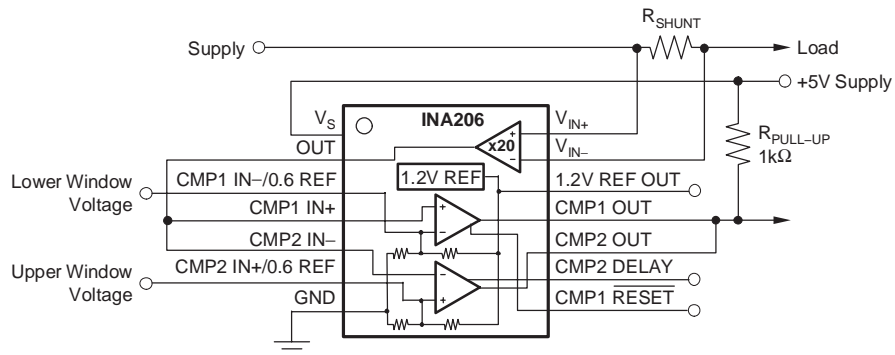 R_SHUNT
Supply
Load
+5V Supply
V_S
INA206
V_IN+
OUT
x20
+
−
V_IN−
R_PULL−UP
1kΩ
Lower Window
Voltage
CMP1 IN−/0.6 REF
1.2V REF
1.2V REF OUT
CMP1 IN+
+
−
CMP1 OUT
CMP2 IN−
CMP2 OUT
Upper Window
Voltage
CMP2 IN+/0.6 REF
−
+
CMP2 DELAY
GND
CMP1 R̅E̅S̅E̅T̅